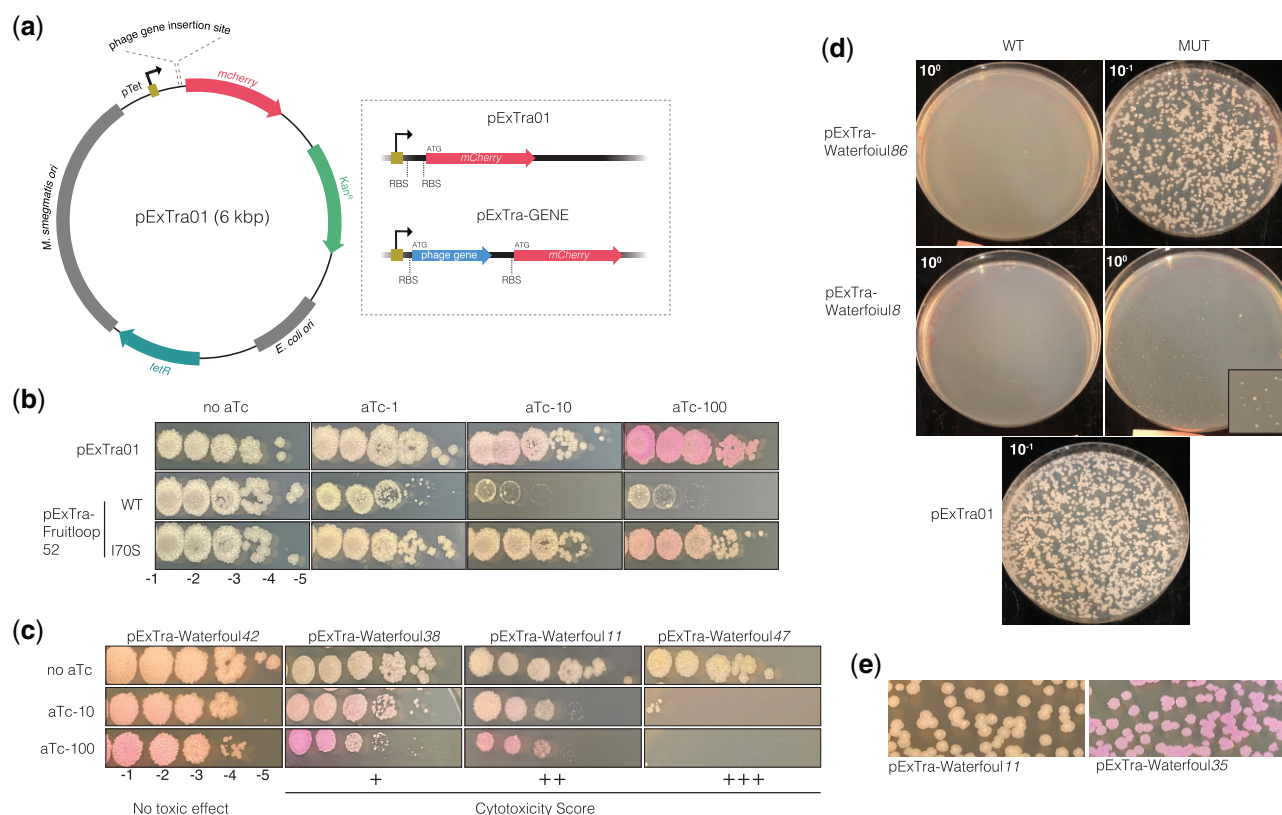 (a)
phage gene insertion site
pTet
mcherry
Kanᴿ
E. coli ori
tetR
M. smegmatis ori
pExTra01 (6 kbp)
pExTra01
ATG
mCherry
RBS
RBS
pExTra-GENE
ATG
ATG
phage gene
mCherry
RBS
RBS
(b)
no aTc
aTc-1
aTc-10
aTc-100
pExTra01
pExTra-
Fruitloop
52
WT
I70S
-1
-2
-3
-4
-5
(c)
pExTra-Waterfoul42
pExTra-Waterfoul38
pExTra-Waterfoul11
pExTra-Waterfoul47
no aTc
aTc-10
aTc-100
-1
-2
-3
-4
-5
+
++
+++
No toxic effect
Cytotoxicity Score
(d)
WT
MUT
pExTra-
Waterfoiul86
10⁰
10⁻¹
pExTra-
Waterfoiul8
10⁰
10⁰
pExTra01
10⁻¹
(e)
pExTra-Waterfoul11
pExTra-Waterfoul35